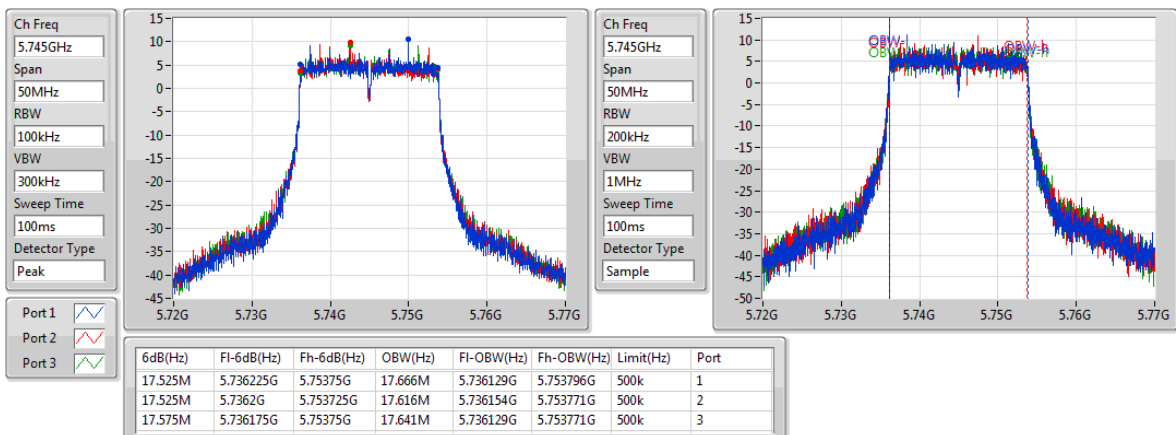 Ch Freq
5.745GHz
Span
50MHz
RBW
100kHz
VBW
300kHz
Sweep Time
100ms
Detector Type
Peak
15
10
5
0
-5
-10
-15
-20
-25
-30
-35
-40
-45
5.72G 5.73G 5.74G 5.75G 5.76G 5.77G
Port 1
Port 2
Port 3
Ch Freq
5.745GHz
Span
50MHz
RBW
200kHz
VBW
1MHz
Sweep Time
100ms
Detector Type
Sample
15
10
5
0
-5
-10
-15
-20
-25
-30
-35
-40
-45
-50
OBW-l OBW-h
5.72G 5.73G 5.74G 5.75G 5.76G 5.77G
6dB(Hz) Fl-6dB(Hz) Fh-6dB(Hz) OBW(Hz) Fl-OBW(Hz) Fh-OBW(Hz) Limit(Hz) Port
17.525M 5.736225G 5.75375G 17.666M 5.736129G 5.753796G 500k 1
17.525M 5.7362G 5.753725G 17.616M 5.736154G 5.753771G 500k 2
17.575M 5.736175G 5.75375G 17.641M 5.736129G 5.753771G 500k 3